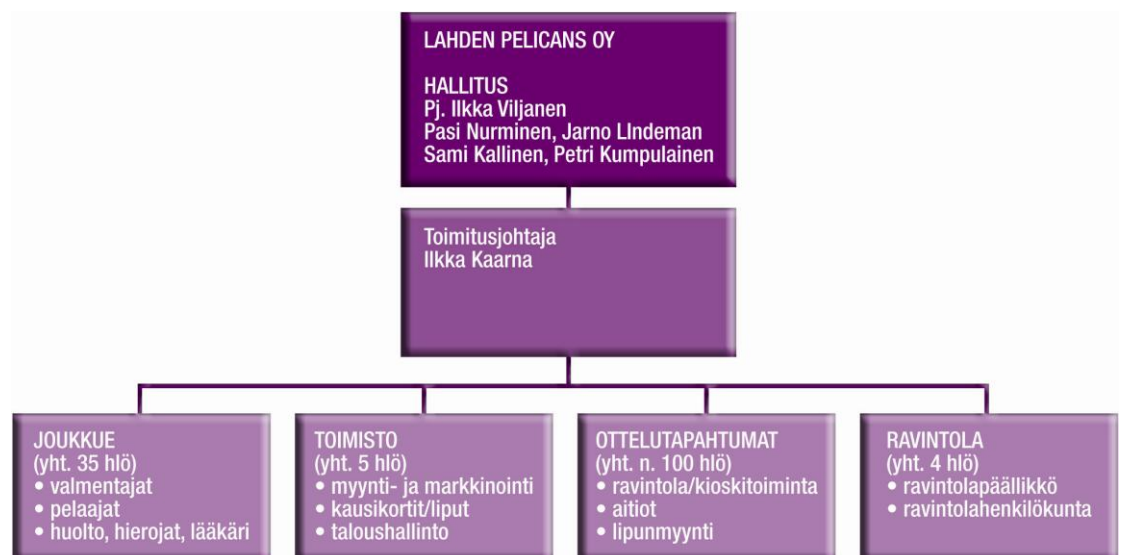 LAHDEN PELICANS OY
HALLITUS
Pj. Ilkka Viljanen
Pasi Nurminen, Jarno LIndeman
Sami Kallinen, Petri Kumpulainen
Toimitusjohtaja
Ilkka Kaarna
JOUKKUE
(yht. 35 hlö)
• valmentajat
• pelaajat
• huolto, hierojat, lääkäri
TOIMISTO
(yht. 5 hlö)
• myynti- ja markkinointi
• kausikortit/liput
• taloushallinto
OTTELUTAPAHTUMAT
(yht. n. 100 hlö)
• ravintola/kioskitoiminta
• aitiot
• lipunmyynti
RAVINTOLA
(yht. 4 hlö)
• ravintolapäällikkö
• ravintolahenkilökunta